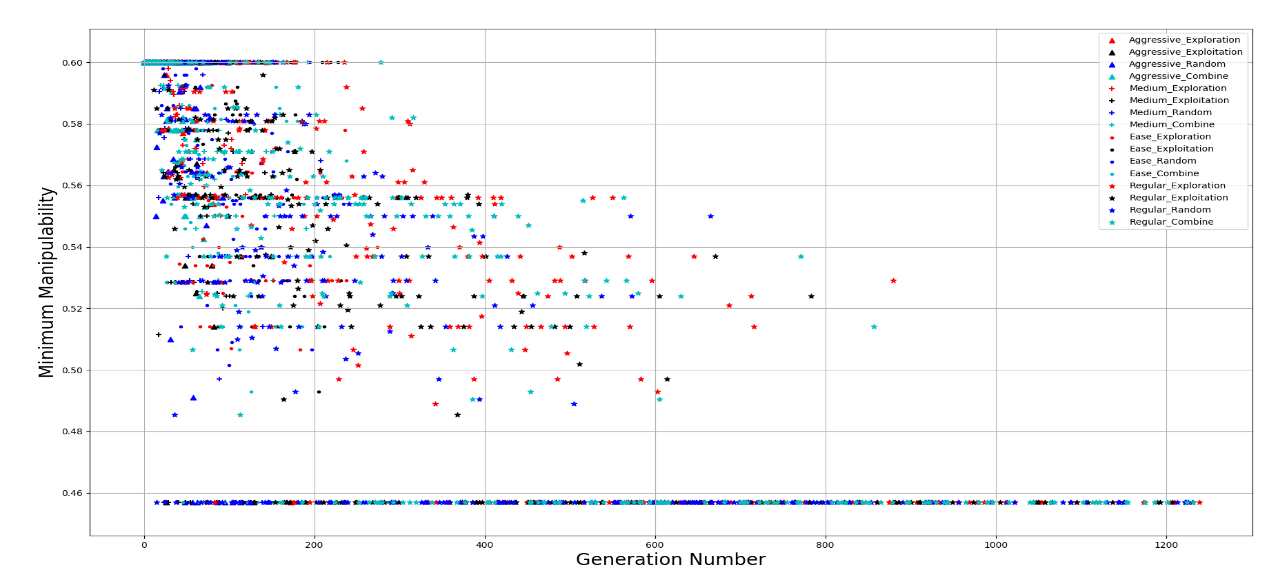 0.60
0.58
0.56
0.54
0.52
0.50
0.48
0.46
Minimum Manipulability
0 200 400 600 800 1000 1200
Generation Number
Aggressive_Exploration
Aggressive_Exploitation
Aggressive_Random
Aggressive_Combine
Medium_Exploration
Medium_Exploitation
Medium_Random
Medium_Combine
Ease_Exploration
Ease_Exploitation
Ease_Random
Ease_Combine
Regular_Exploration
Regular_Exploitation
Regular_Random
Regular_Combine